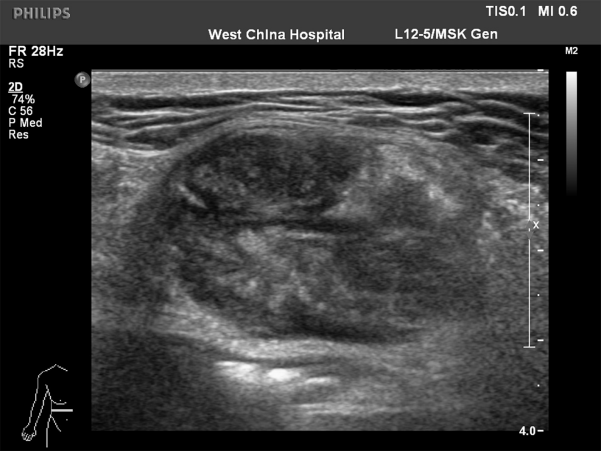 PHILIPS
TIS0.1 MI 0.6
West China Hospital
L12-5/MSK Gen
FR 28Hz
RS
M2
P
2D
74%
C 56
P Med
Res
X
4.0